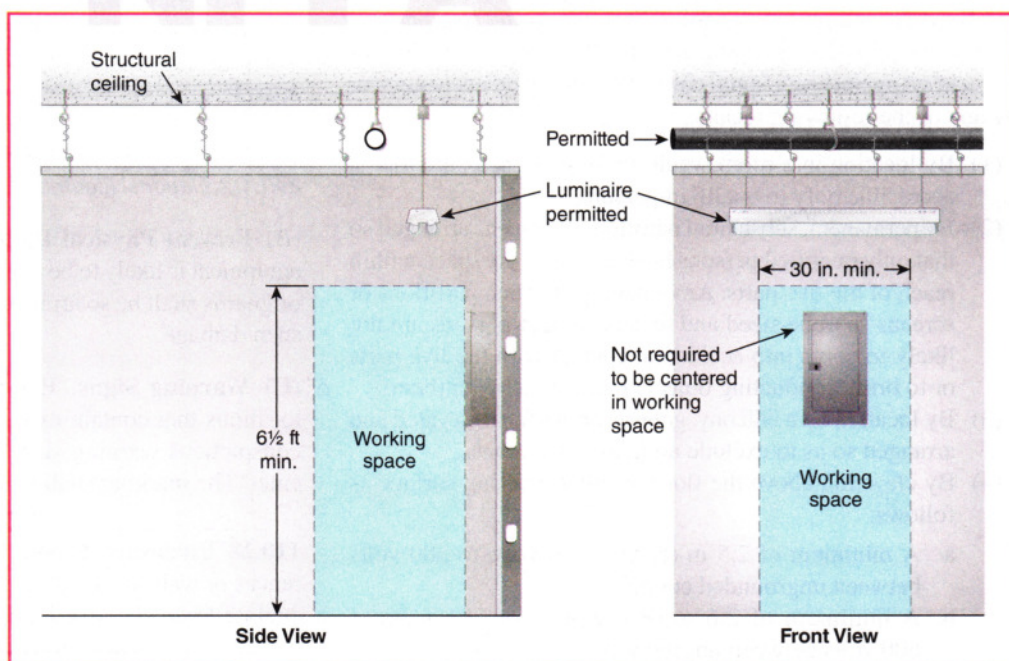 Structural
ceiling
Permitted
Luminaire
permitted
30 in. min.
Not required
to be centered
in working
space
6½ ft
min.
Working
space
Working
space
Side View
Front View